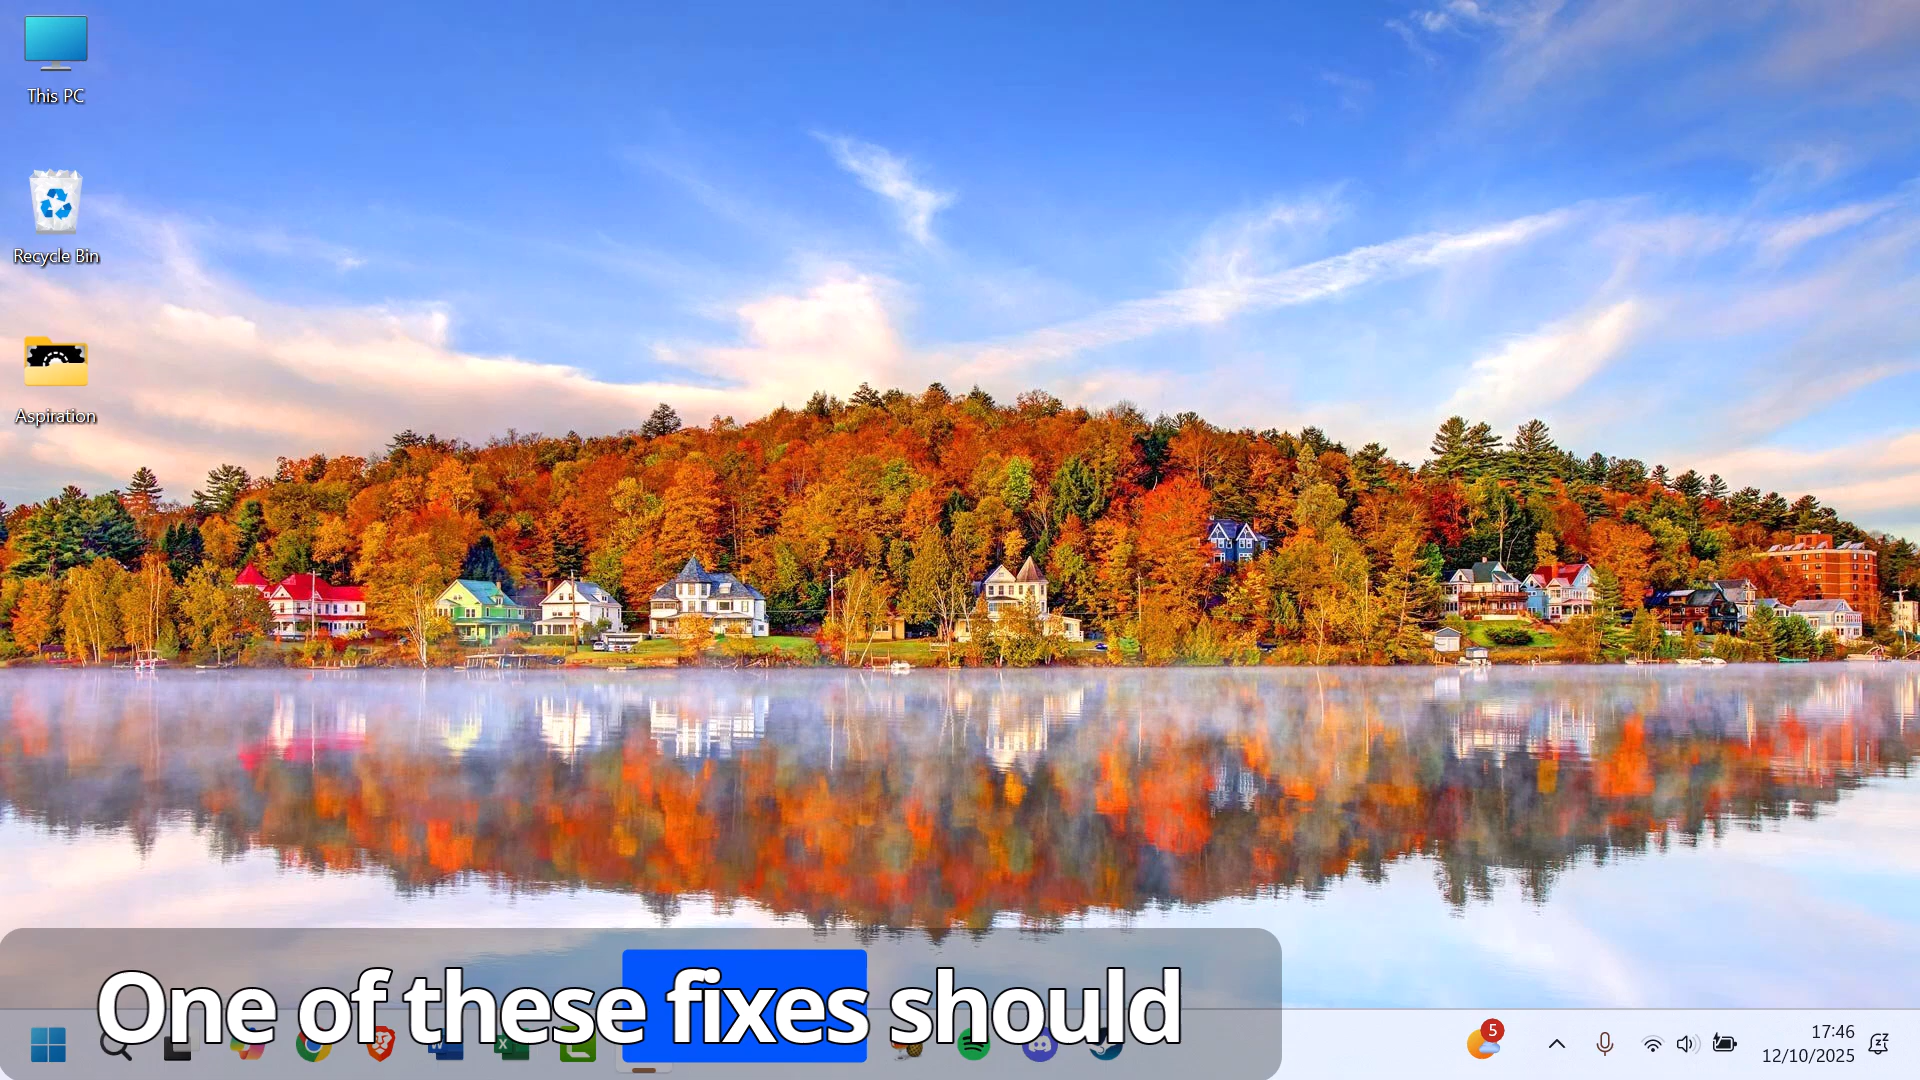 This PC
Recycle Bin
Aspiration
One of these fixes should
5
17:46
12/10/2025